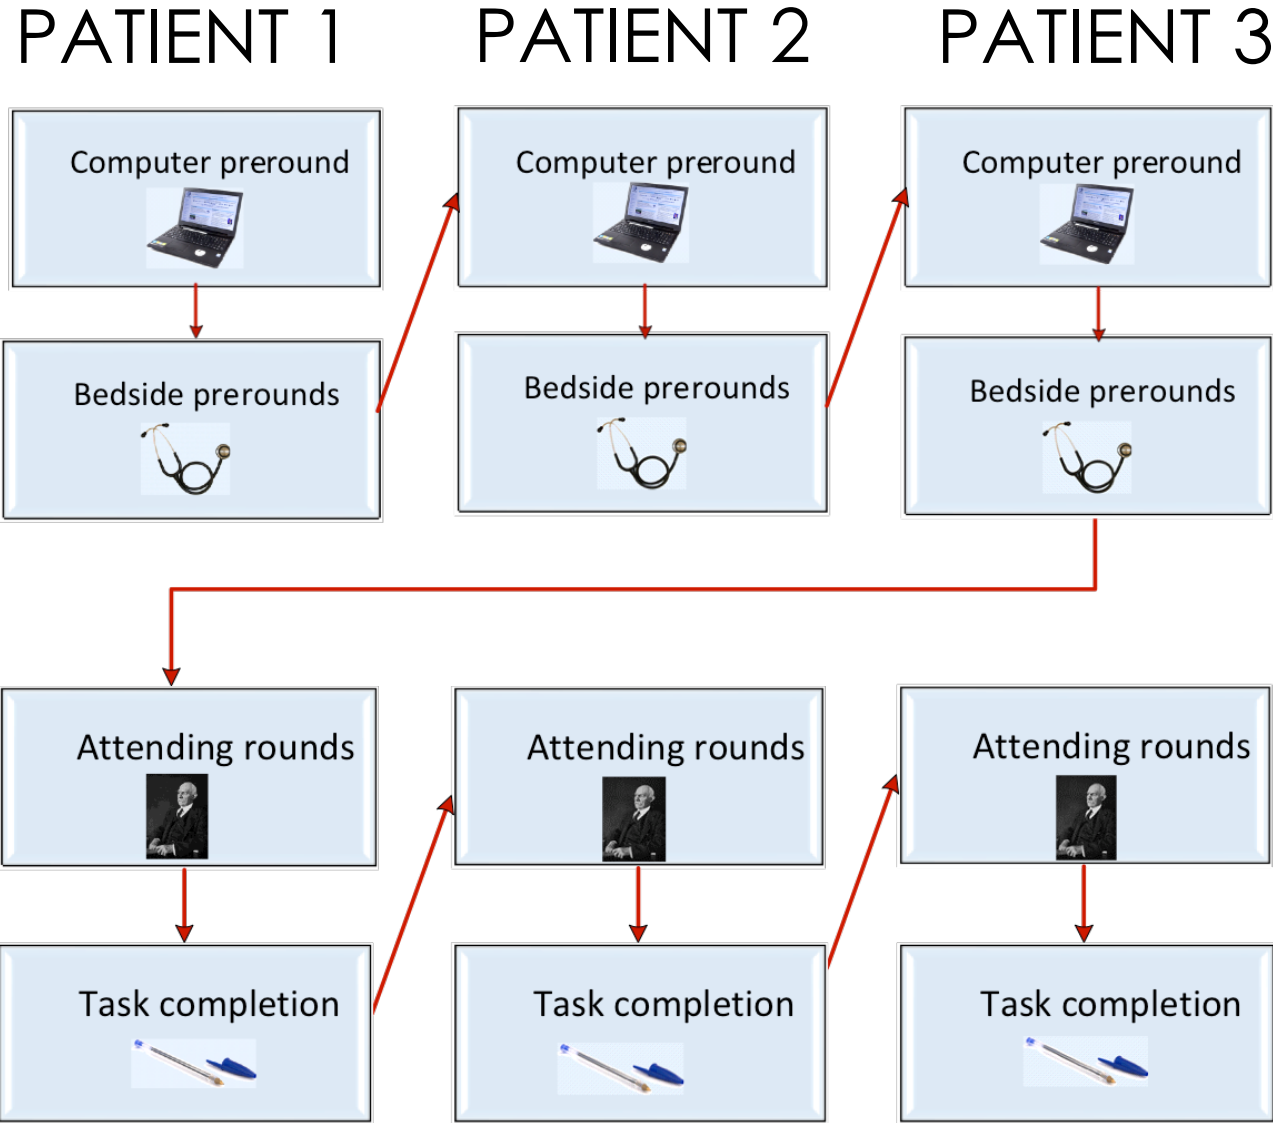 PATIENT 1
PATIENT 2
PATIENT 3
Computer preround
Computer preround
Computer preround
Bedside prerounds
Bedside prerounds
Bedside prerounds
Attending rounds
Attending rounds
Attending rounds
Task completion
Task completion
Task completion